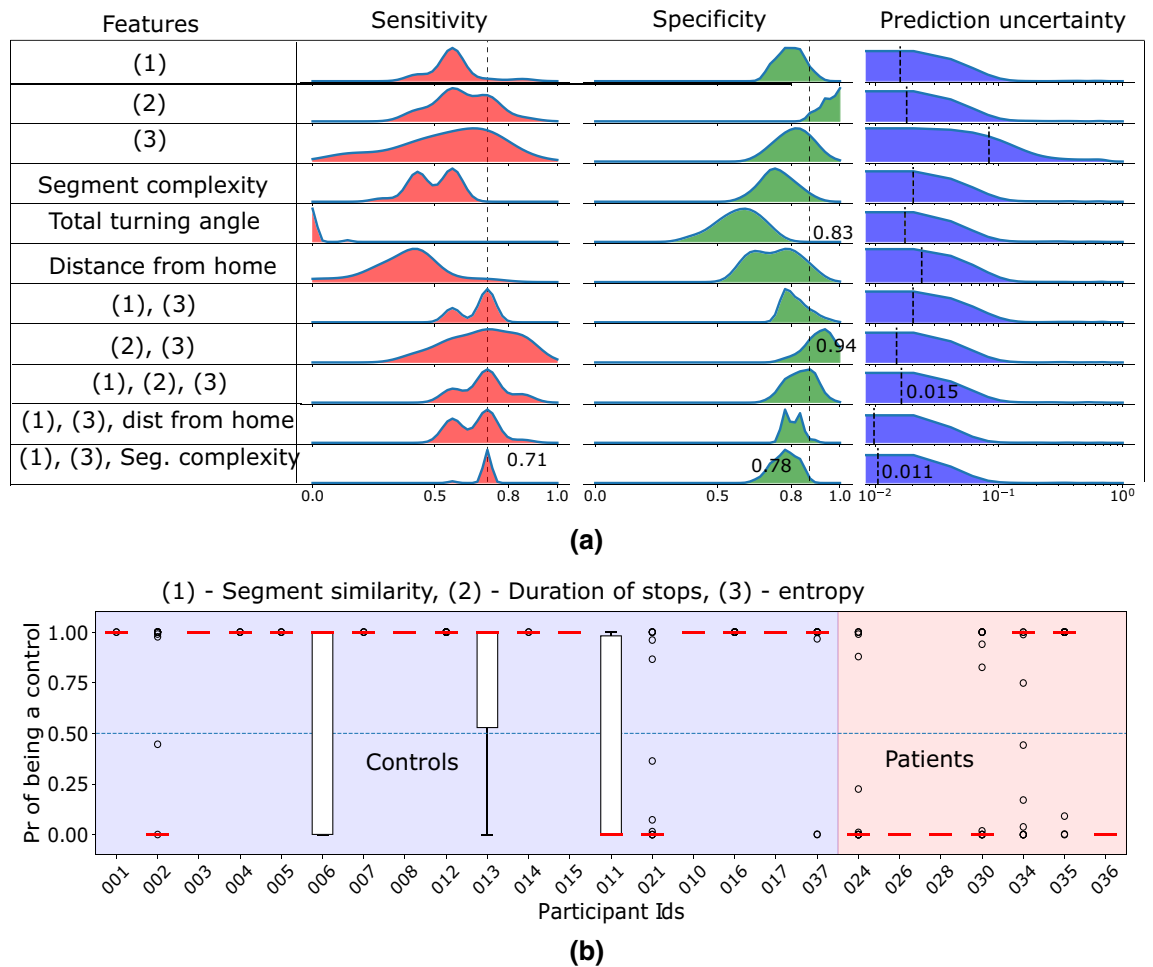 Features Sensitivity Specificity Prediction uncertainty
(1)
(2)
(3)
Segment complexity
Total turning angle 0.83
Distance from home
(1), (3)
(2), (3) 0.94
(1), (2), (3) 0.015
(1), (3), dist from home
(1), (3), Seg. complexity 0.71 0.78 0.011
0.0 0.5 0.8 1.0 0.0 0.5 0.8 1.0 10⁻² 10⁻¹ 10⁰
(a)
(1) - Segment similarity, (2) - Duration of stops, (3) - entropy
Pr of being a control
1.00
0.75
0.50
0.25
0.00
Controls Patients
001 002 003 004 005 006 007 008 012 013 014 015 011 021 010 016 017 037 024 026 028 030 034 035 036
Participant Ids
(b)